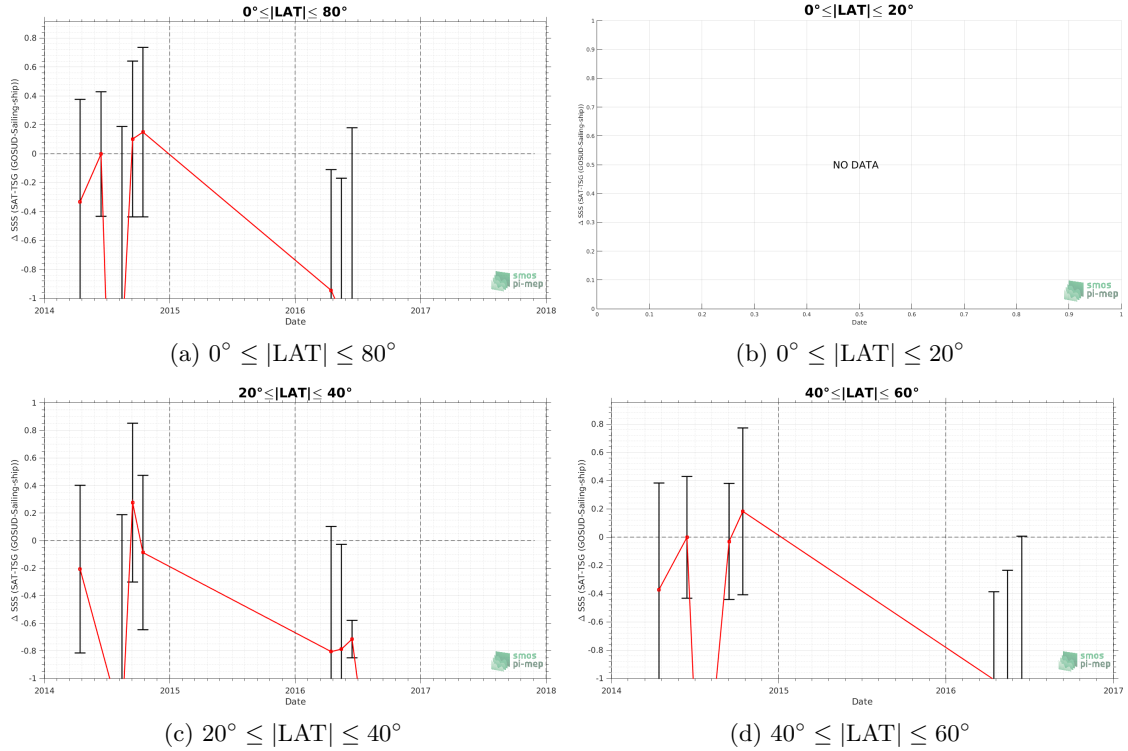 0°≤|LAT|≤ 80°
Δ SSS (SAT-TSG (GOSUD-Sailing-ship))
0.8
0.6
0.4
0.2
0
-0.2
-0.4
-0.6
-0.8
-1
2014 2015 2016 2017 2018
Date
smos
pi-mep
(a) 0° ≤ |LAT| ≤ 80°
0°≤|LAT|≤ 20°
Δ SSS (SAT-TSG (GOSUD-Sailing-ship))
1
0.9
0.8
0.7
0.6
0.5
0.4
0.3
0.2
0.1
0
NO DATA
0 0.1 0.2 0.3 0.4 0.5 0.6 0.7 0.8 0.9 1
Date
smos
pi-mep
(b) 0° ≤ |LAT| ≤ 20°
20°≤|LAT|≤ 40°
Δ SSS (SAT-TSG (GOSUD-Sailing-ship))
1
0.8
0.6
0.4
0.2
0
-0.2
-0.4
-0.6
-0.8
-1
2014 2015 2016 2017 2018
Date
smos
pi-mep
(c) 20° ≤ |LAT| ≤ 40°
40°≤|LAT|≤ 60°
Δ SSS (SAT-TSG (GOSUD-Sailing-ship))
0.8
0.6
0.4
0.2
0
-0.2
-0.4
-0.6
-0.8
-1
2014 2015 2016 2017
Date
smos
pi-mep
(d) 40° ≤ |LAT| ≤ 60°